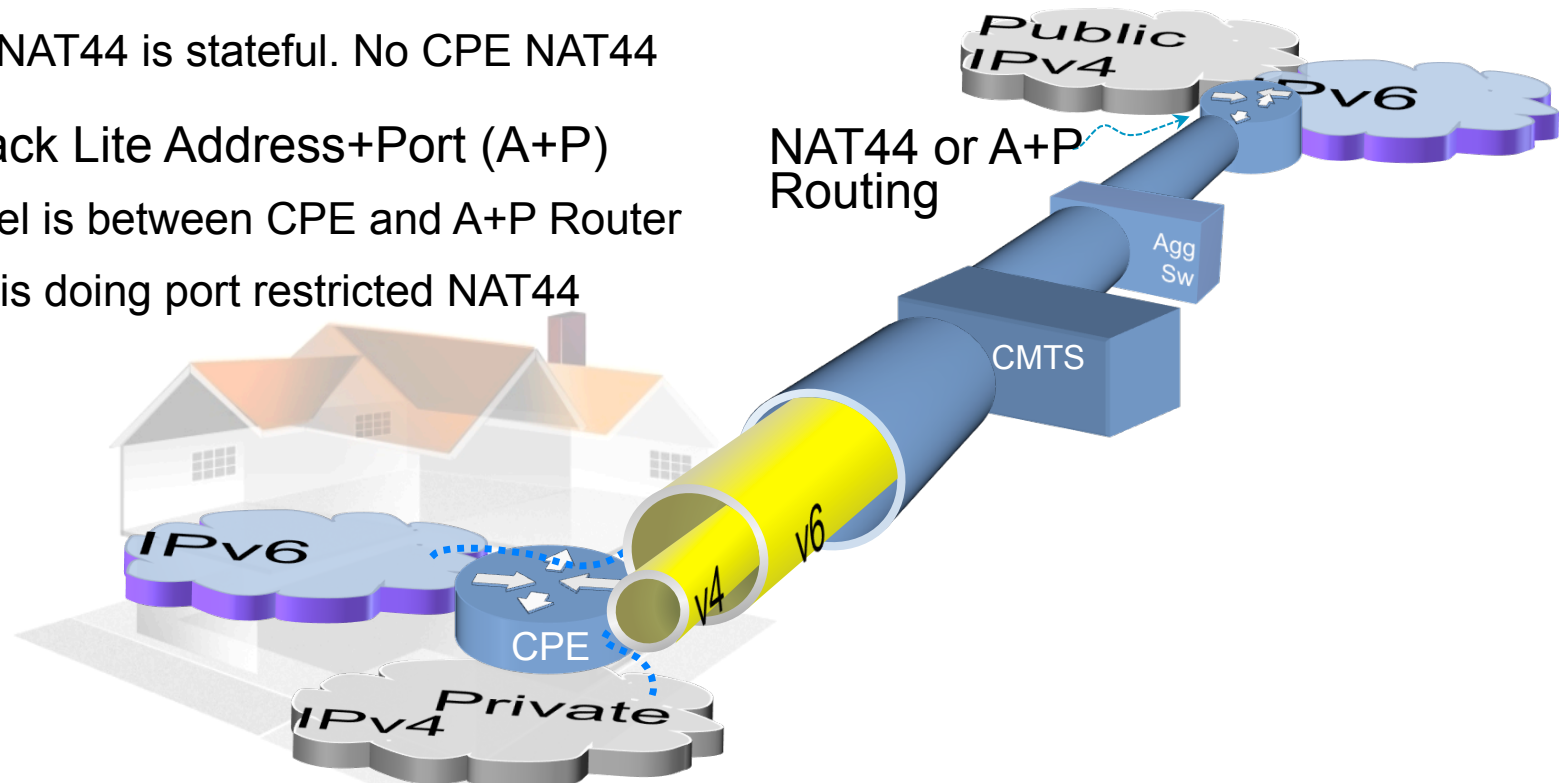 NAT44 is stateful. No CPE NAT44
ack Lite Address+Port (A+P)
el is between CPE and A+P Router
is doing port restricted NAT44
Public
IPv4
IPv6
NAT44 or A+P
Routing
Agg
Sw
CMTS
v6
v4
IPv6
CPE
Private
IPv4